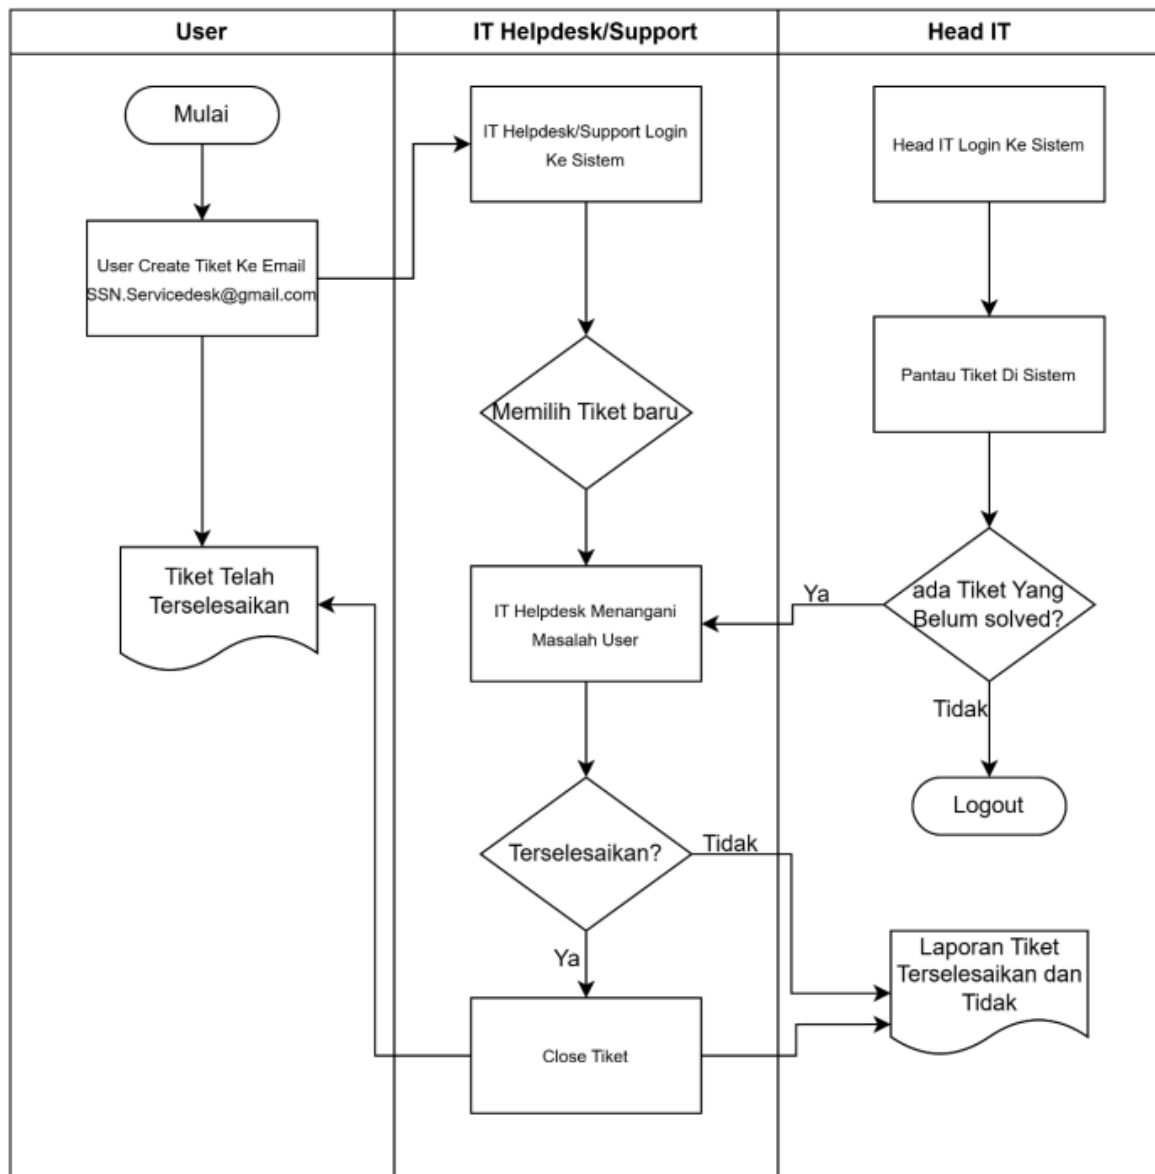 User
IT Helpdesk/Support
Head IT
Mulai
User Create Tiket Ke Email
SSN.Servicedesk@gmail.com
Tiket Telah
Terselesaikan
IT Helpdesk/Support Login
Ke Sistem
Memilih Tiket baru
IT Helpdesk Menangani
Masalah User
Terselesaikan?
Tidak
Ya
Close Tiket
Head IT Login Ke Sistem
Pantau Tiket Di Sistem
ada Tiket Yang
Belum solved?
Ya
Tidak
Logout
Laporan Tiket
Terselesaikan dan
Tidak